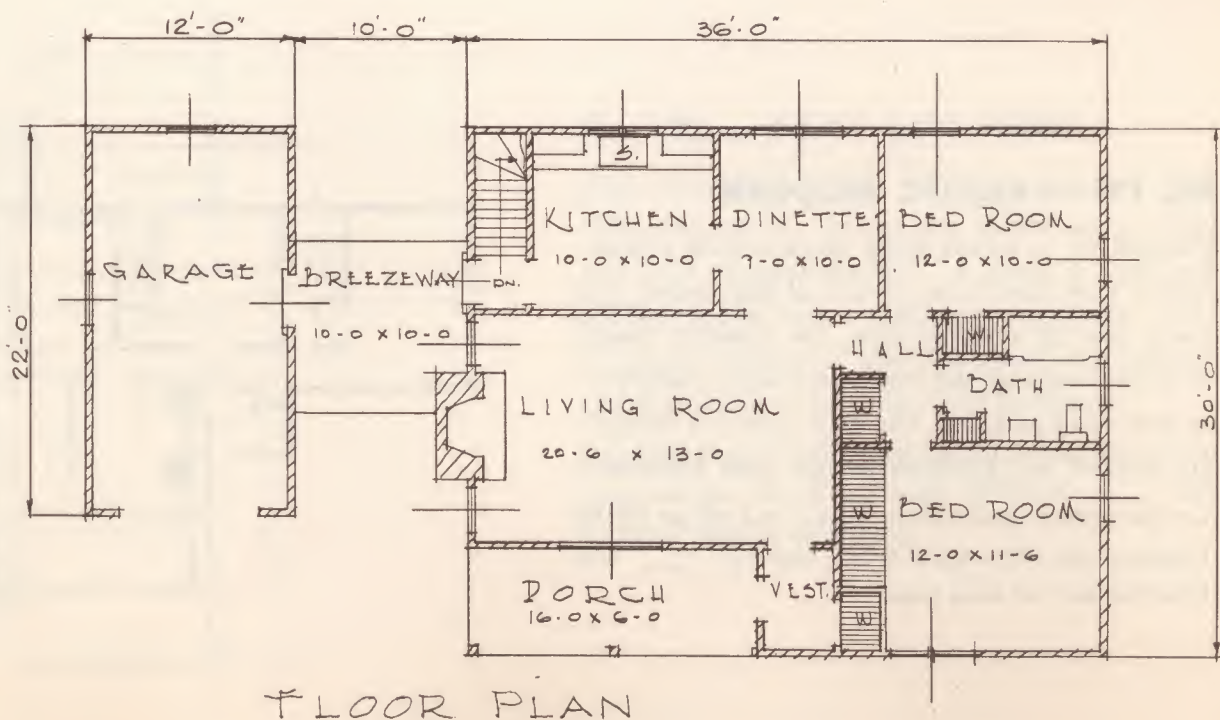 12'-0"
10'-0"
36'-0"
22'-0"
30'-0"
S.
KITCHEN
10-0 x 10-0
DINETTE
9-0 x 10-0
BED ROOM
12-0 x 10-0
GARAGE
BREEZEWAY
10-0 x 10-0
DN.
HALL
W
BATH
LIVING ROOM
20-6 x 13-0
W
W
BED ROOM
12-0 x 11-6
PORCH
16-0 x 6-0
VEST.
W
FLOOR PLAN